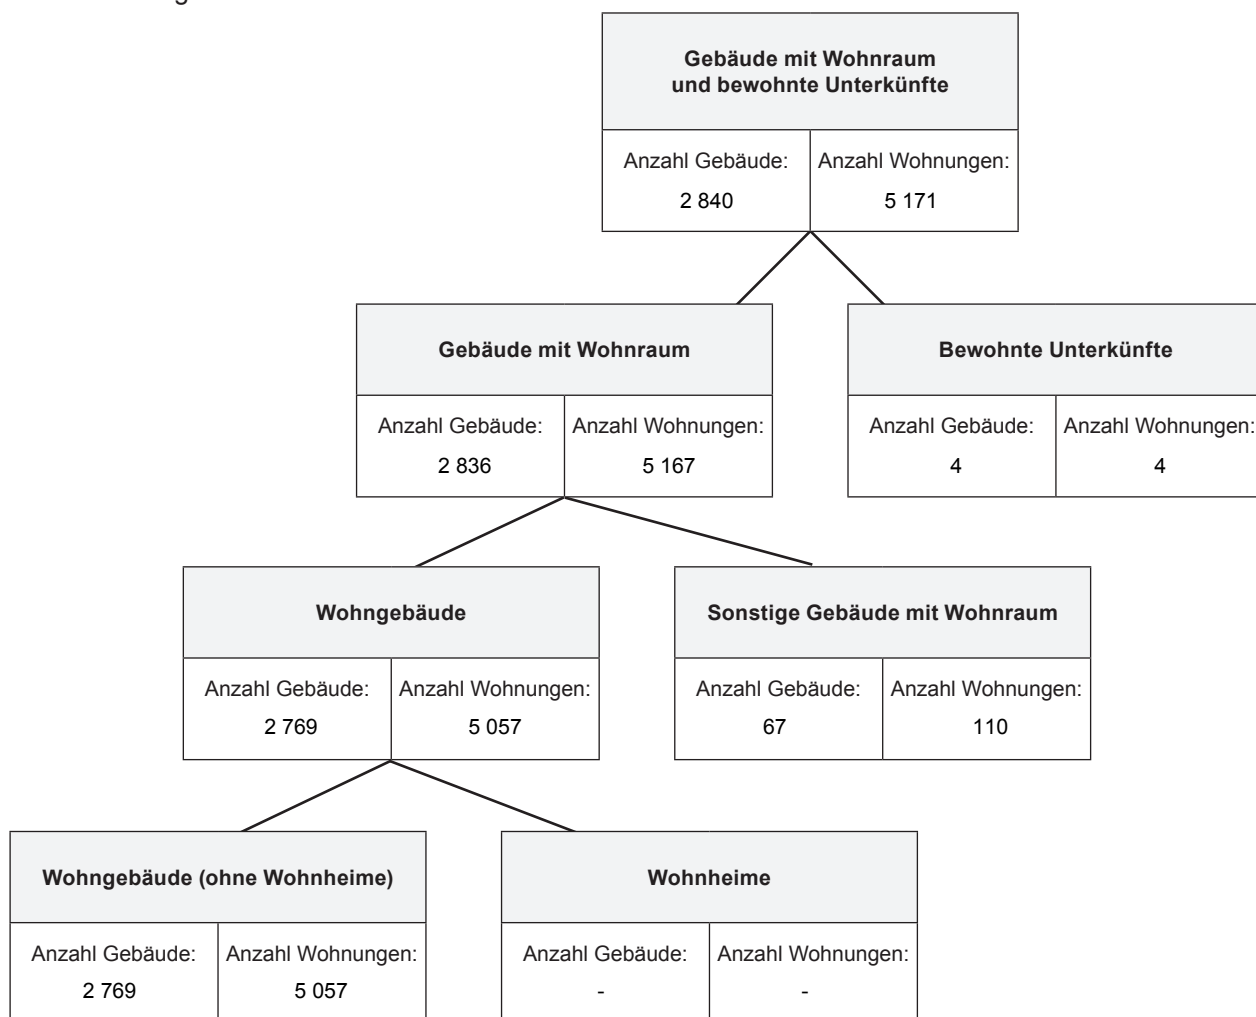 Gebäude mit Wohnraum
und bewohnte Unterkünfte
Anzahl Gebäude: Anzahl Wohnungen:
2 840 5 171
Gebäude mit Wohnraum Bewohnte Unterkünfte
Anzahl Gebäude: Anzahl Wohnungen: Anzahl Gebäude: Anzahl Wohnungen:
2 836 5 167 4 4
Wohngebäude Sonstige Gebäude mit Wohnraum
Anzahl Gebäude: Anzahl Wohnungen: Anzahl Gebäude: Anzahl Wohnungen:
2 769 5 057 67 110
Wohngebäude (ohne Wohnheime) Wohnheime
Anzahl Gebäude: Anzahl Wohnungen: Anzahl Gebäude: Anzahl Wohnungen:
2 769 5 057 - -